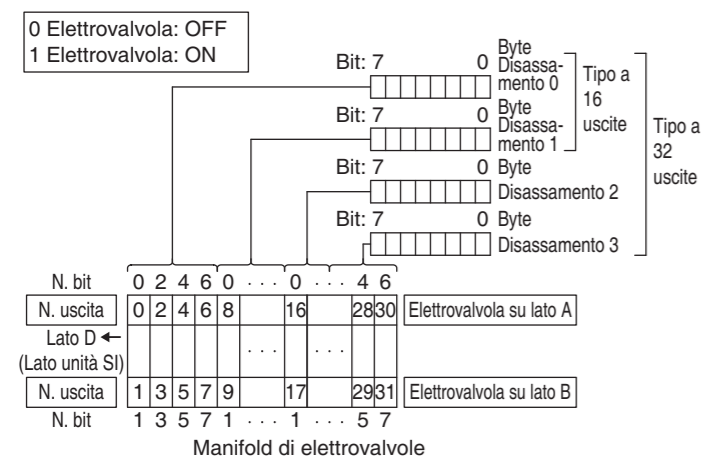 0 Elettrovalvola: OFF
1 Elettrovalvola: ON
Bit: 7 0 Byte
Disassa-
mento 0
Bit: 7 0 Byte
Disassa-
mento 1
Tipo a
16
uscite
Bit: 7 0 Byte
Disassamento 2
Bit: 7 0 Byte
Disassamento 3
Tipo a
32
uscite
N. bit 0 2 4 6 0 · · · 0 · · · 4 6
N. uscita 0 2 4 6 8 16 28 30 Elettrovalvola su lato A
Lato D
(Lato unità SI)
· · · · · ·
N. uscita 1 3 5 7 9 17 29 31 Elettrovalvola su lato B
N. bit 1 3 5 7 1 · · · 1 · · · 5 7
Manifold di elettrovalvole